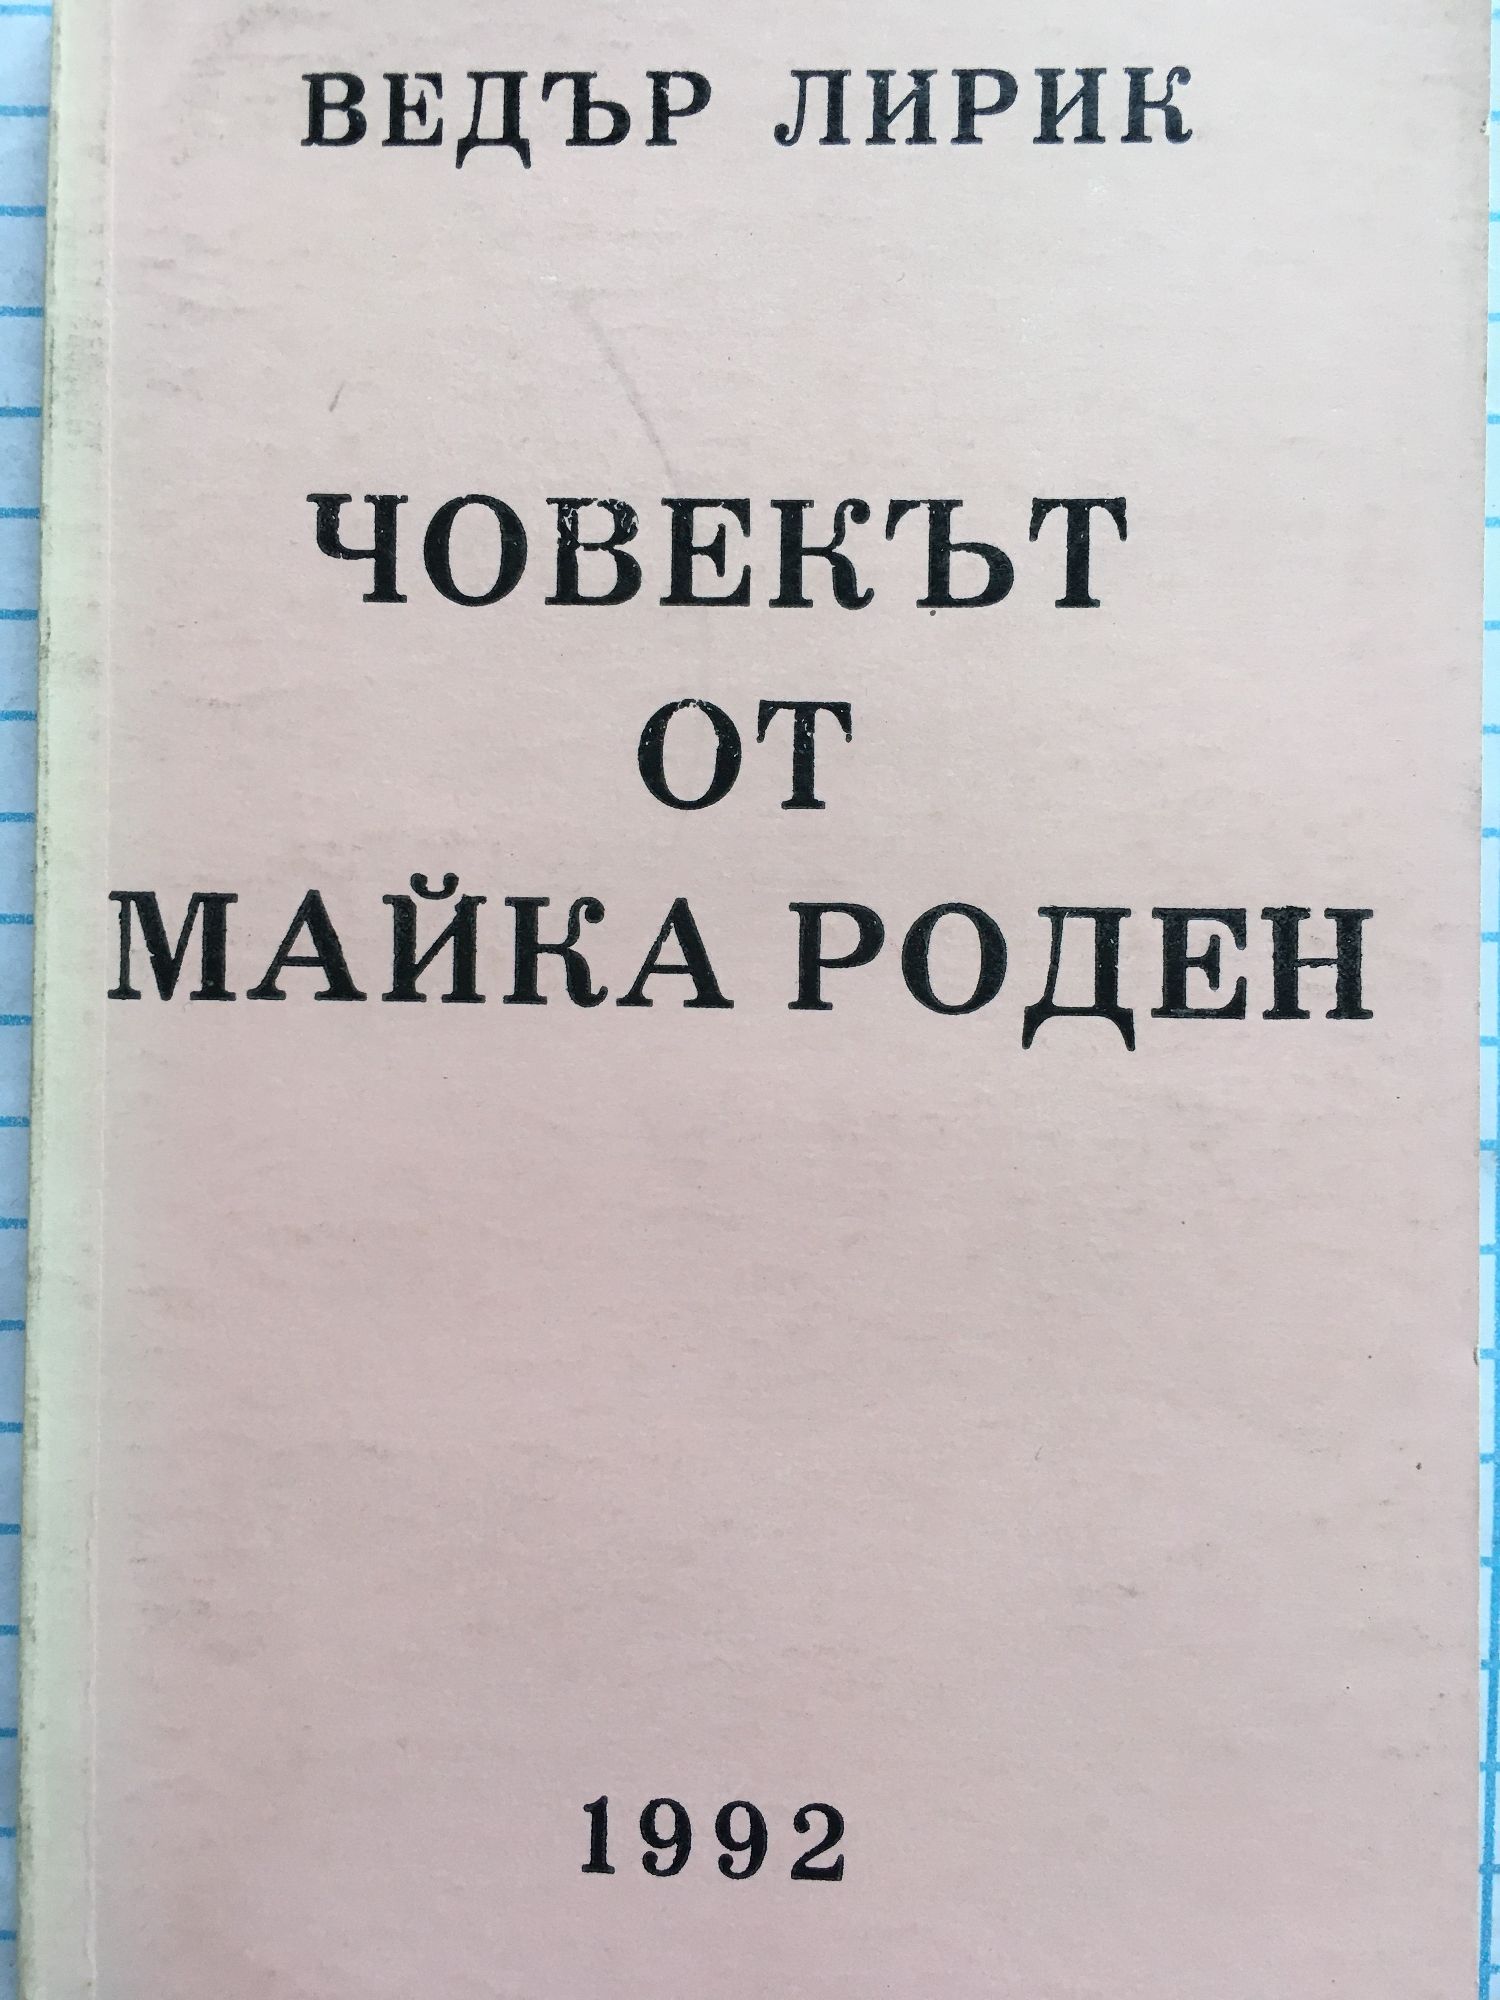 ВЕДЪР ЛИРИК
ЧОВЕКЪТ
ОТ
МАЙКА РОДЕН
1992